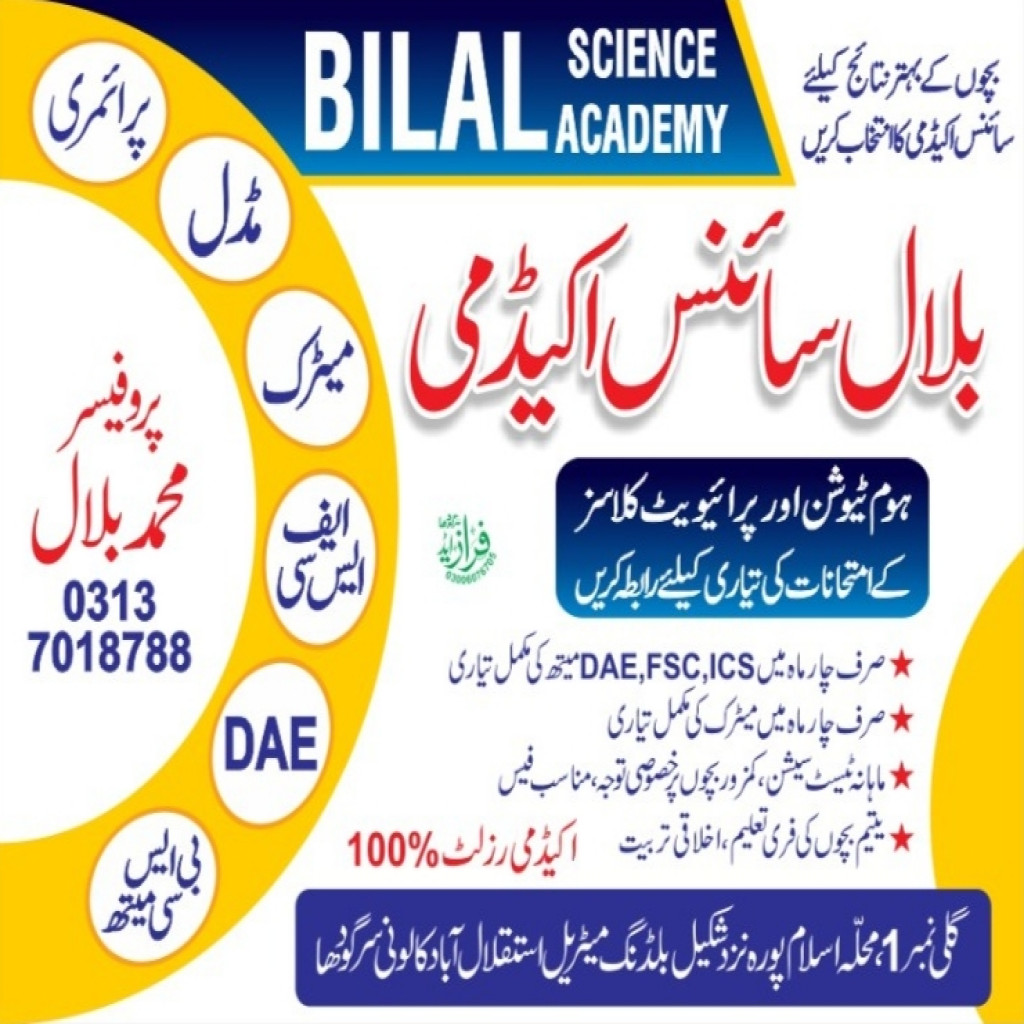 BILAL SCIENCE ACADEMY
بچوں کے بہتر نتائج کیلئے
سائنس اکیڈمی کا انتخاب کریں
بلال سائنس اکیڈمی
پرائمری
مڈل
میٹرک
ایف ایس سی
DAE
بی ایس سی میتھ
پروفیسر
محمد بلال
0313
7018788
ہوم ٹیوشن اور پرائیویٹ کلاسز
کے امتحانات کی تیاری کیلئے رابطہ کریں
فراز ایڈ
03006076705
★ صرف چار ماہ میں DAE,FSC,ICS میتھ کی مکمل تیاری
★ صرف چار ماہ میں میٹرک کی مکمل تیاری
★ ماہانہ ٹیسٹ سیشن، کمزور بچوں پر خصوصی توجہ، مناسب فیس
★ یتیم بچوں کی فری تعلیم، اخلاقی تربیت
اکیڈمی رزلٹ %100
گلی نمبر 1، محلّہ اسلام پورہ نزد شکیل بلڈنگ میٹریل استقلال آباد کالونی سرگودھا